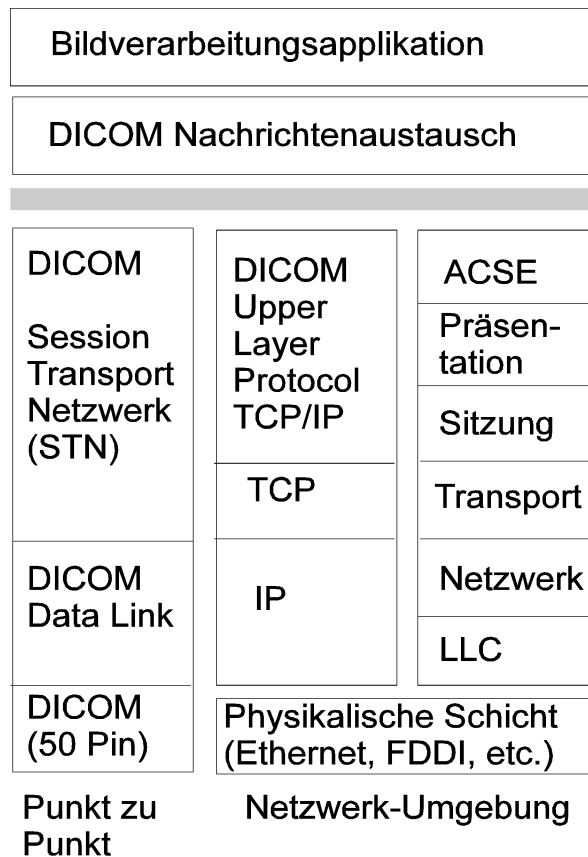 Bildverarbeitungsapplikation
DICOM Nachrichtenaustausch
DICOM
Session
Transport
Netzwerk
(STN)
DICOM
Data Link
DICOM
(50 Pin)
Punkt zu
Punkt
DICOM
Upper
Layer
Protocol
TCP/IP
TCP
IP
ACSE
Präsen-
tation
Sitzung
Transport
Netzwerk
LLC
Physikalische Schicht
(Ethernet, FDDI, etc.)
Netzwerk-Umgebung